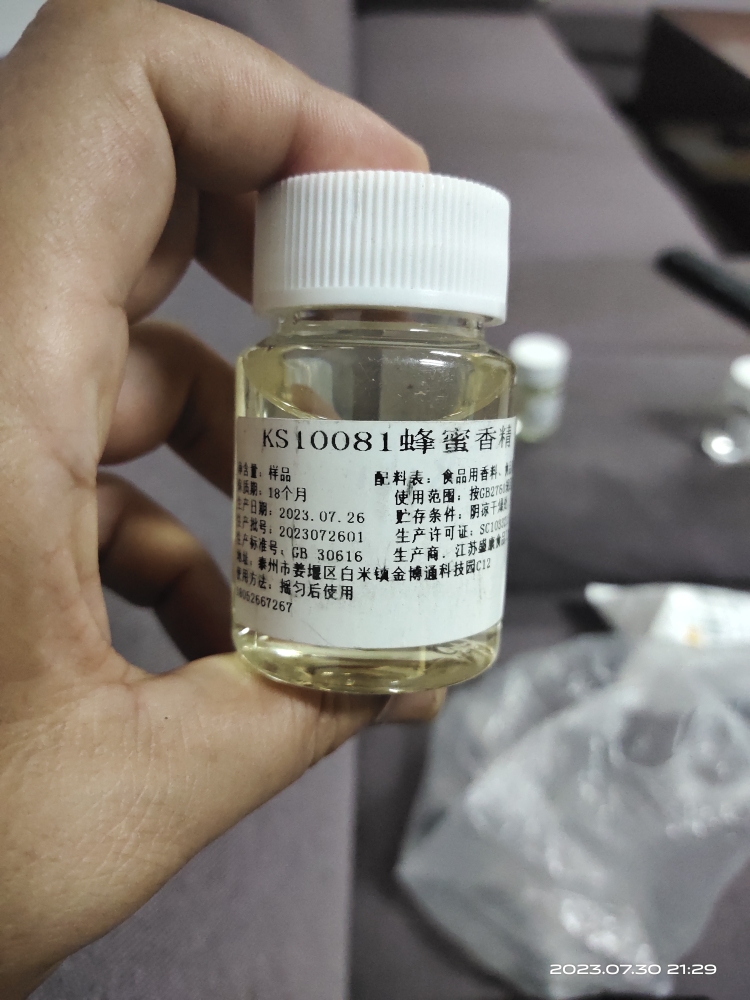 KS10081蜂蜜香精
净含量：样品 配料表：食品用香料、
保质期：18个月 使用范围：按GB2760
生产日期：2023.07.26 贮存条件：阴凉干燥
生产批号：2023072601 生产许可证：SC103
生产标准号：GB 30616 生产商．江苏盛康食品
地址：泰州市姜堰区白米镇金博通科技园C12
使用方法：摇匀后使用
18052667267
2023.07.30 21:29